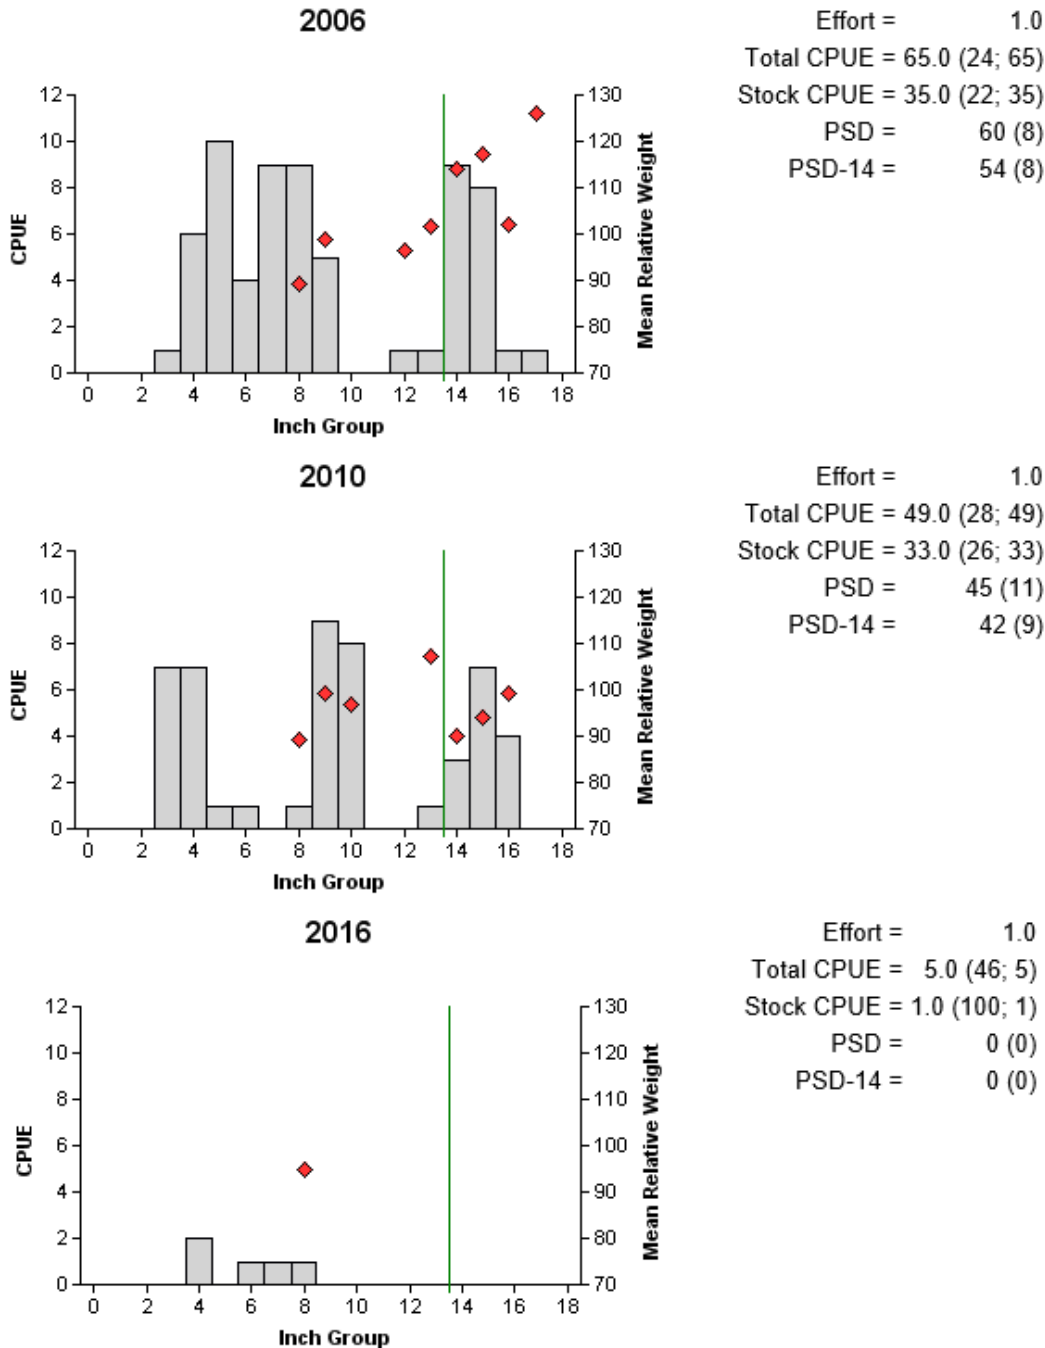 2006
Effort = 1.0
Total CPUE = 65.0 (24; 65)
Stock CPUE = 35.0 (22; 35)
PSD = 60 (8)
PSD-14 = 54 (8)
12
10
8
6
4
2
0
CPUE
130
120
110
100
90
80
70
Mean Relative Weight
0 2 4 6 8 10 12 14 16 18
Inch Group
2010
Effort = 1.0
Total CPUE = 49.0 (28; 49)
Stock CPUE = 33.0 (26; 33)
PSD = 45 (11)
PSD-14 = 42 (9)
12
10
8
6
4
2
0
CPUE
130
120
110
100
90
80
70
Mean Relative Weight
0 2 4 6 8 10 12 14 16 18
Inch Group
2016
Effort = 1.0
Total CPUE = 5.0 (46; 5)
Stock CPUE = 1.0 (100; 1)
PSD = 0 (0)
PSD-14 = 0 (0)
12
10
8
6
4
2
0
CPUE
130
120
110
100
90
80
70
Mean Relative Weight
0 2 4 6 8 10 12 14 16 18
Inch Group